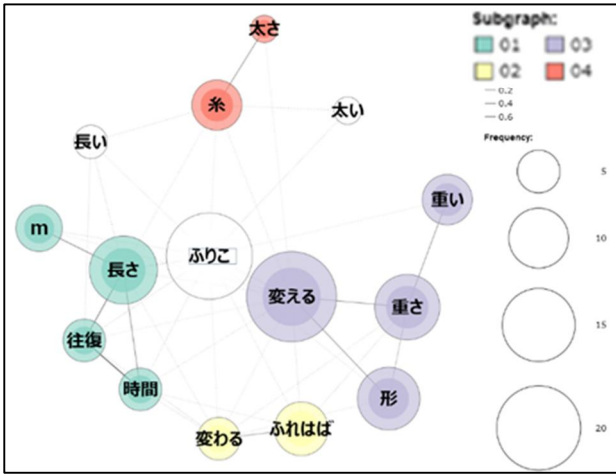 太さ
糸
太い
長い
m
長さ
ふりこ
重い
変える
重さ
往復
時間
形
変わる
ふれはば
Subgraph:
01 03
02 04
0.2
0.4
0.6
Frequency:
5
10
15
20